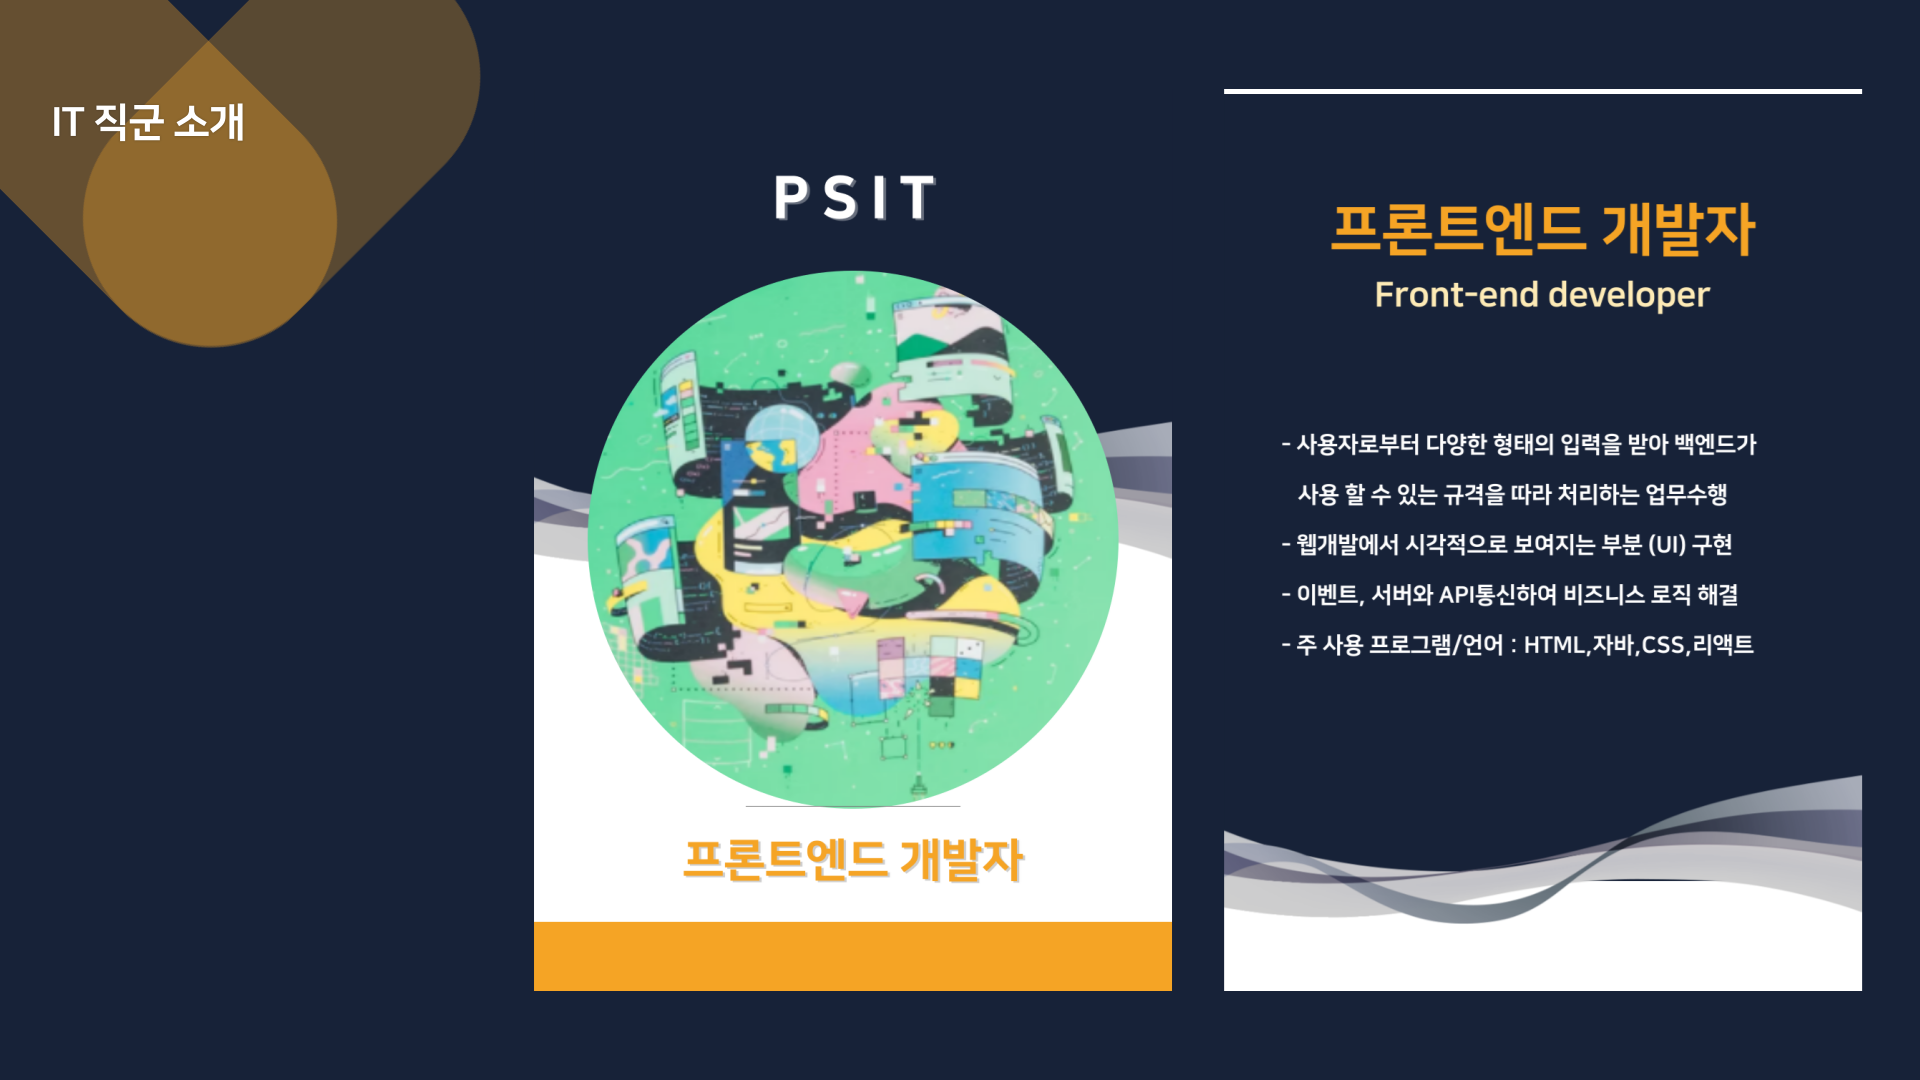 IT 직군 소개
PSIT
프론트엔드 개발자
프론트엔드 개발자
Front-end developer
- 사용자로부터 다양한 형태의 입력을 받아 백엔드가
사용 할 수 있는 규격을 따라 처리하는 업무수행
- 웹개발에서 시각적으로 보여지는 부분 (UI) 구현
- 이벤트, 서버와 API통신하여 비즈니스 로직 해결
- 주 사용 프로그램/언어 : HTML,자바,CSS,리액트